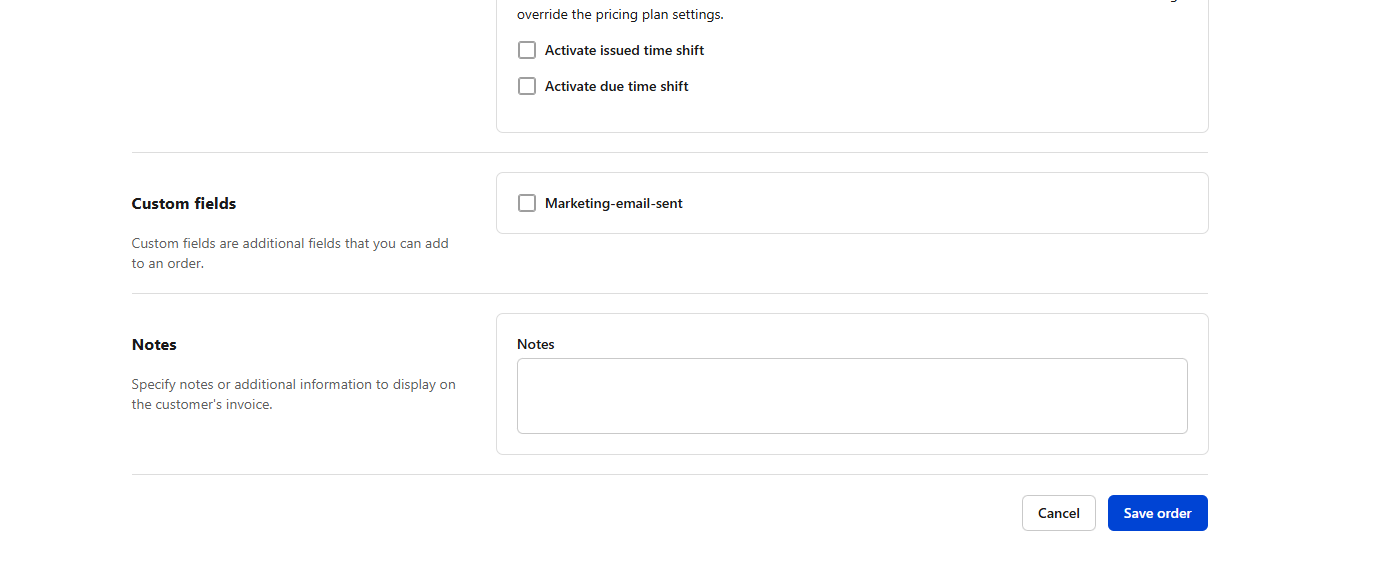 override the pricing plan settings.
Activate issued time shift
Activate due time shift
Custom fields
Custom fields are additional fields that you can add
to an order.
Marketing-email-sent
Notes
Specify notes or additional information to display on
the customer's invoice.
Notes
Cancel
Save order